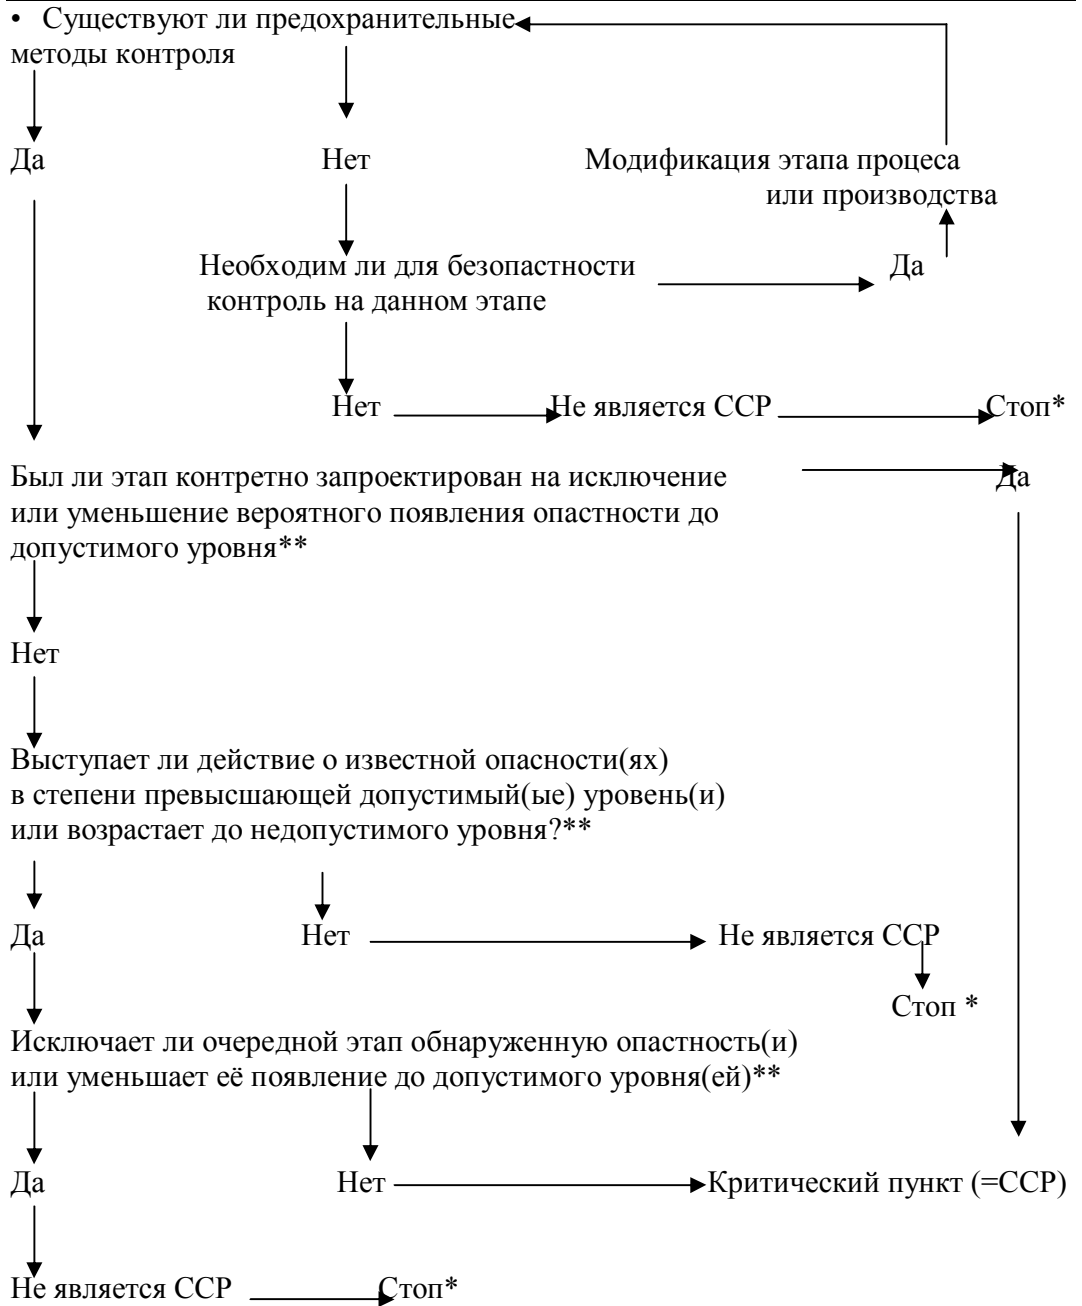 • Существуют ли предохранительные
методы контроля
Да
Нет
Модификация этапа процеса
или производства
Необходим ли для безопастности
контроль на данном этапе
Да
Нет
Не является ССР
Стоп*
Был ли этап контретно запроектирован на исключение
или уменьшение вероятного появления опастности до
допустимого уровня**
Да
Нет
Выступает ли действие о известной опасности(ях)
в степени превысшающей допустимый(ые) уровень(и)
или возрастает до недопустимого уровня?**
Да
Нет
Не является ССР
Стоп *
Исключает ли очередной этап обнаруженную опастность(и)
или уменьшает её появление до допустимого уровня(ей)**
Да
Нет
Критический пункт (=ССР)
Не является ССР
Стоп*